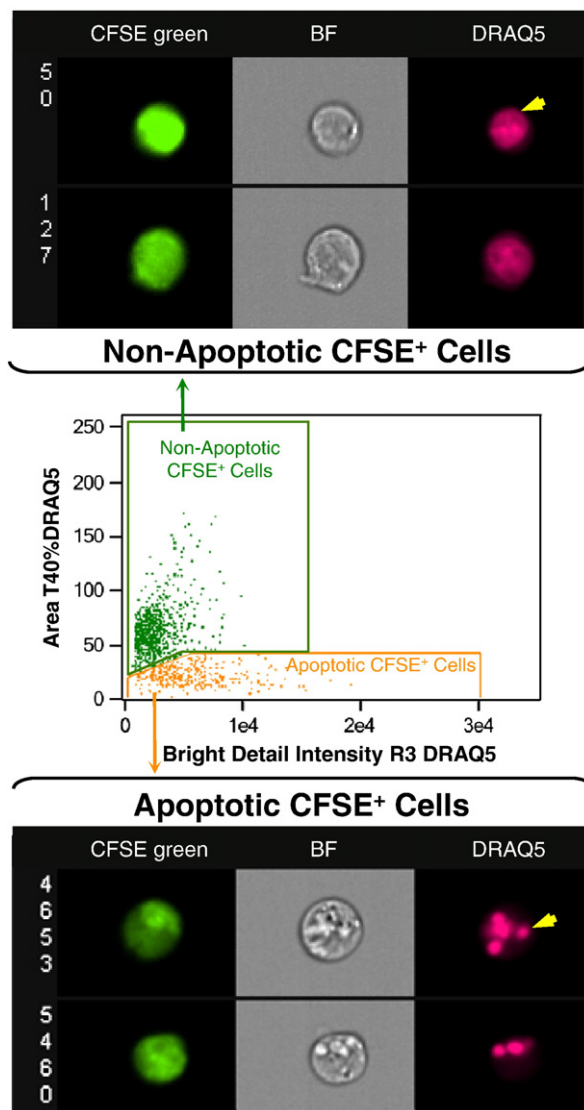 CFSE green BF DRAQ5
5
0
1
2
7
Non-Apoptotic CFSE⁺ Cells
250
200
150
100
50
0
Area T40%DRAQ5
Non-Apoptotic
CFSE⁺ Cells
Apoptotic CFSE⁺ Cells
0 1e4 2e4 3e4
Bright Detail Intensity R3 DRAQ5
Apoptotic CFSE⁺ Cells
CFSE green BF DRAQ5
4
6
5
3
5
4
6
0